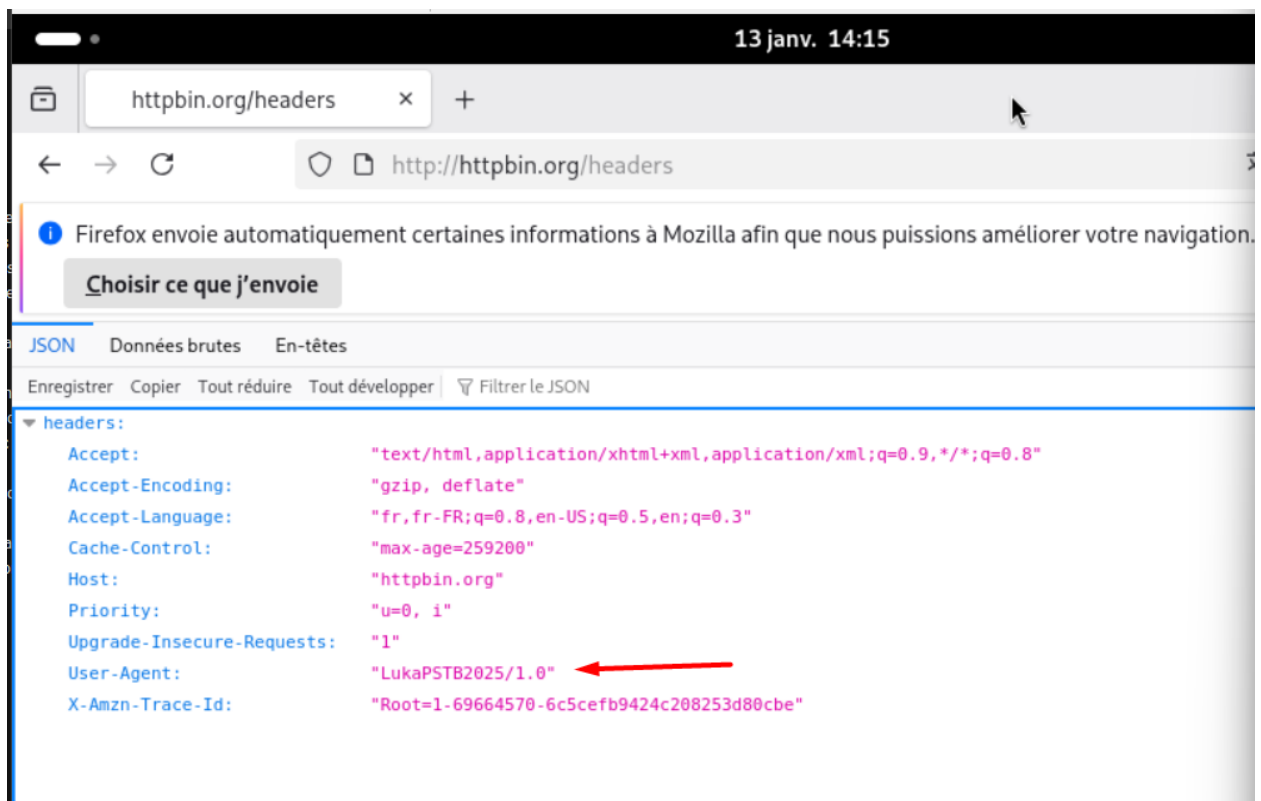 13 janv. 14:15
httpbin.org/headers
http://httpbin.org/headers
Firefox envoie automatiquement certaines informations à Mozilla afin que nous puissions améliorer votre navigation.
Choisir ce que j’envoie
JSON Données brutes En-têtes
Enregistrer Copier Tout réduire Tout développer Filtrer le JSON
headers:
Accept: "text/html,application/xhtml+xml,application/xml;q=0.9,*/*;q=0.8"
Accept-Encoding: "gzip, deflate"
Accept-Language: "fr,fr-FR;q=0.8,en-US;q=0.5,en;q=0.3"
Cache-Control: "max-age=259200"
Host: "httpbin.org"
Priority: "u=0, i"
Upgrade-Insecure-Requests: "1"
User-Agent: "LukaPSTB2025/1.0"
X-Amzn-Trace-Id: "Root=1-69664570-6c5cefb9424c208253d80cbe"